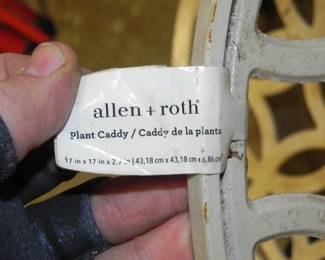 allen + roth
Plant Caddy / Caddy de la planta
17 in x 17 in x 2.7 in | 43,18 cm x 43,18 cm x 6,86 cm